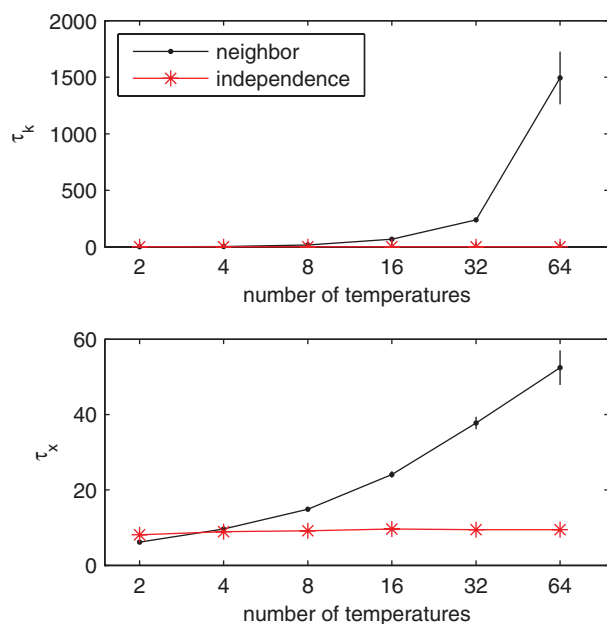 2000
1500
1000
500
0
τk
neighbor
independence
2 4 8 16 32 64
number of temperatures
60
40
20
0
τx
2 4 8 16 32 64
number of temperatures